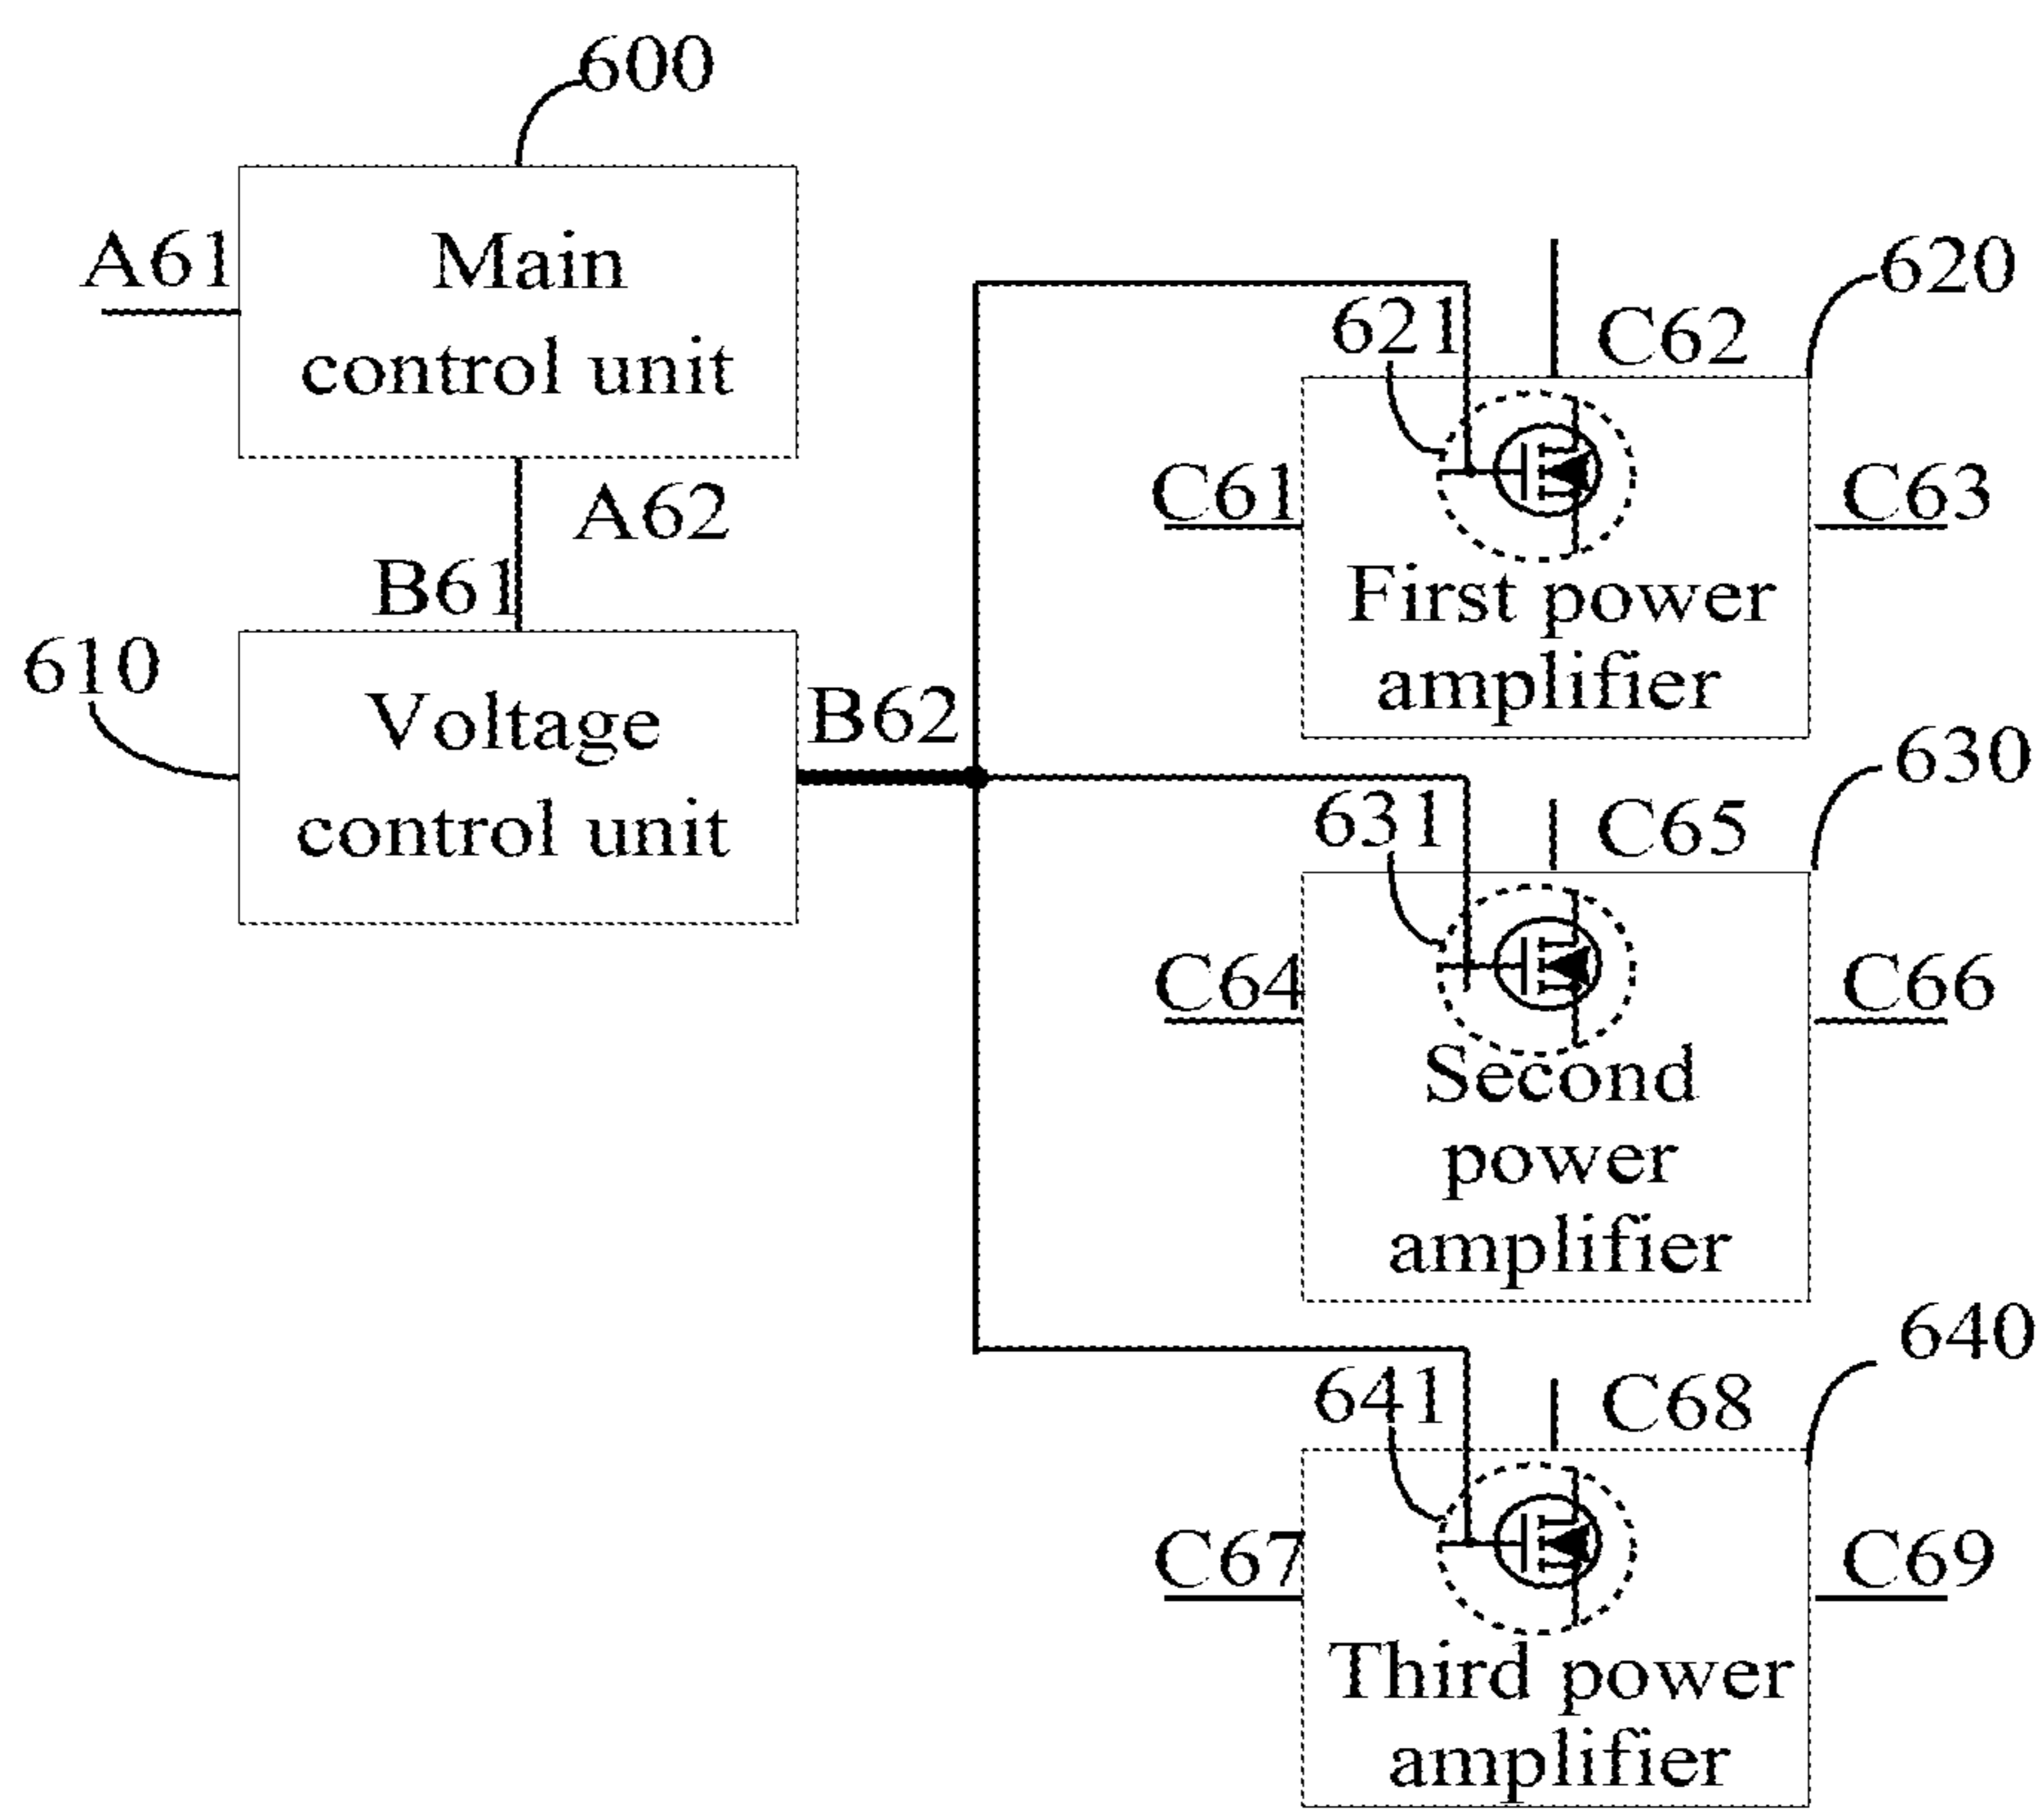 600
A61
Main
control unit
A62
B61
610
Voltage
control unit
B62
620
621
C62
C61
C63
First power
amplifier
630
631
C65
C64
C66
Second
power
amplifier
640
641
C68
C67
C69
Third power
amplifier